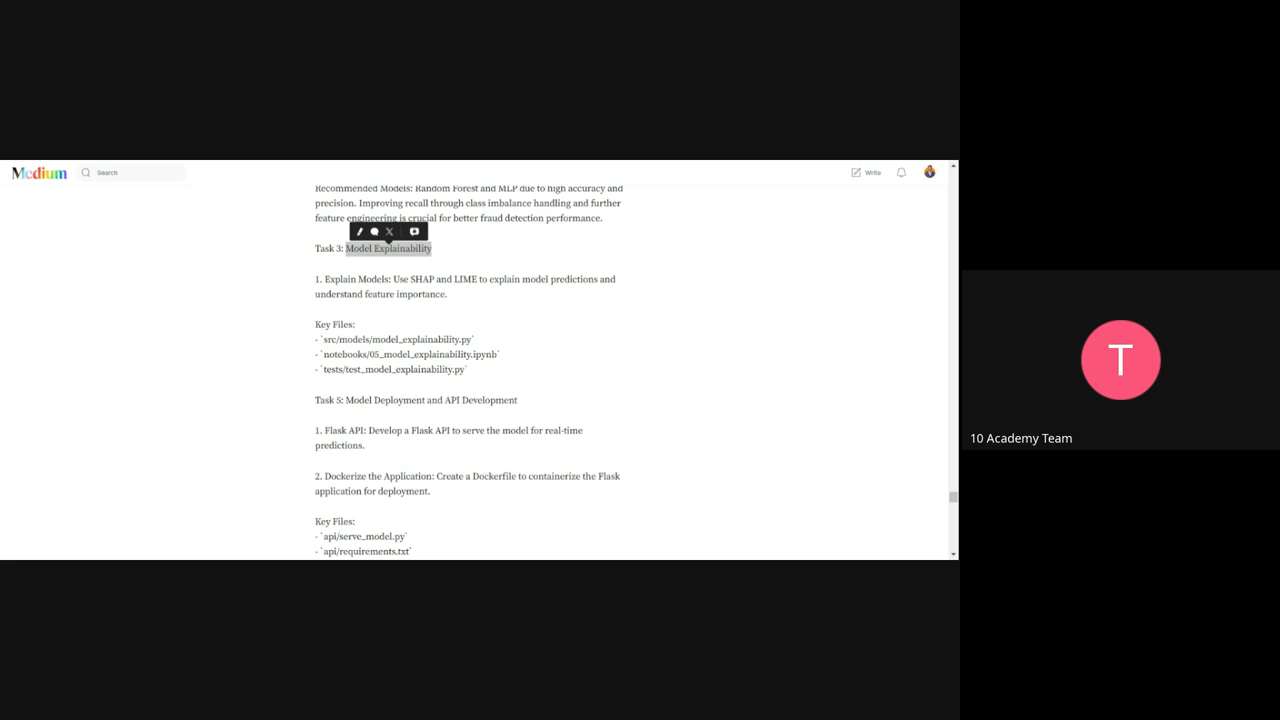 Medium
Search
Write
Recommended Models: Random Forest and MLP due to high accuracy and
precision. Improving recall through class imbalance handling and further
feature engineering is crucial for better fraud detection performance.
Task 3: Model Explainability
1. Explain Models: Use SHAP and LIME to explain model predictions and
understand feature importance.
Key Files:
- `src/models/model_explainability.py`
- `notebooks/05_model_explainability.ipynb`
- `tests/test_model_explainability.py`
Task 5: Model Deployment and API Development
1. Flask API: Develop a Flask API to serve the model for real-time
predictions.
2. Dockerize the Application: Create a Dockerfile to containerize the Flask
application for deployment.
Key Files:
- `api/serve_model.py`
- `api/requirements.txt`
T
10 Academy Team